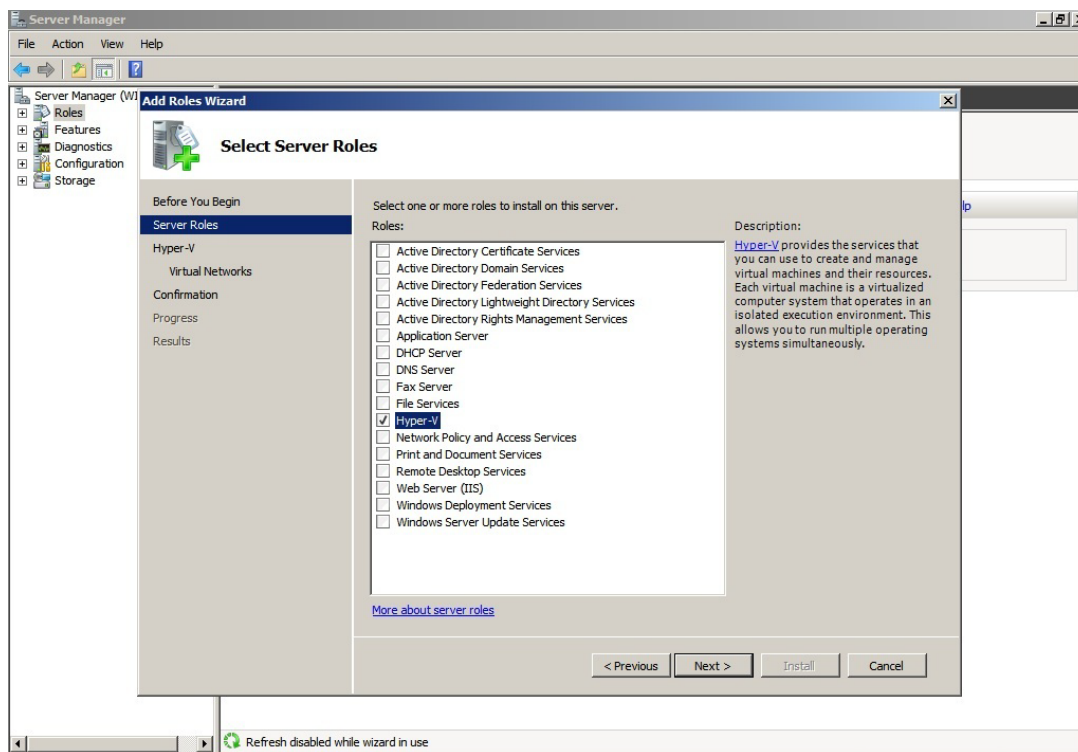 Server Manager
File Action View Help
Server Manager (WI
Roles
Features
Diagnostics
Configuration
Storage
Add Roles Wizard
Select Server Roles
Before You Begin
Server Roles
Hyper-V
Virtual Networks
Confirmation
Progress
Results
Select one or more roles to install on this server.
Roles:
Active Directory Certificate Services
Active Directory Domain Services
Active Directory Federation Services
Active Directory Lightweight Directory Services
Active Directory Rights Management Services
Application Server
DHCP Server
DNS Server
Fax Server
File Services
Hyper-V
Network Policy and Access Services
Print and Document Services
Remote Desktop Services
Web Server (IIS)
Windows Deployment Services
Windows Server Update Services
More about server roles
Description:
Hyper-V provides the services that
you can use to create and manage
virtual machines and their resources.
Each virtual machine is a virtualized
computer system that operates in an
isolated execution environment. This
allows you to run multiple operating
systems simultaneously.
lp
< Previous Next > Install Cancel
Refresh disabled while wizard in use